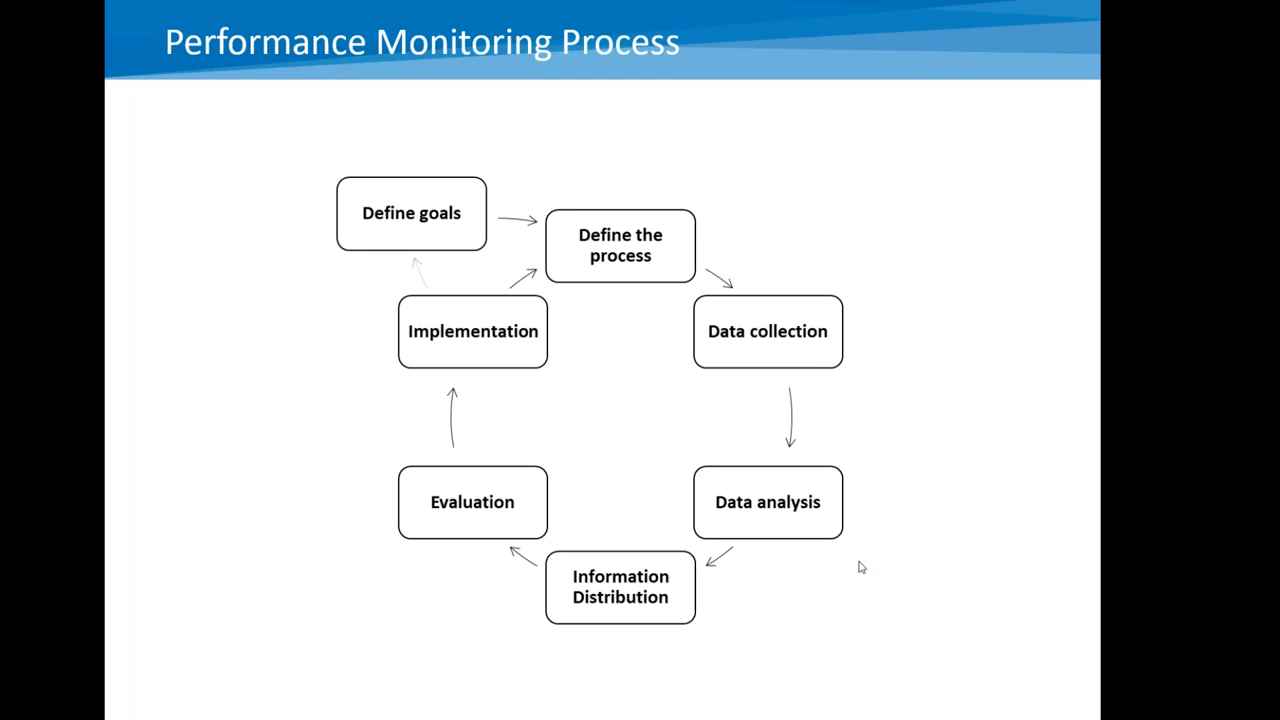 Performance Monitoring Process
Define goals
Define the
process
Implementation
Data collection
Evaluation
Data analysis
Information
Distribution